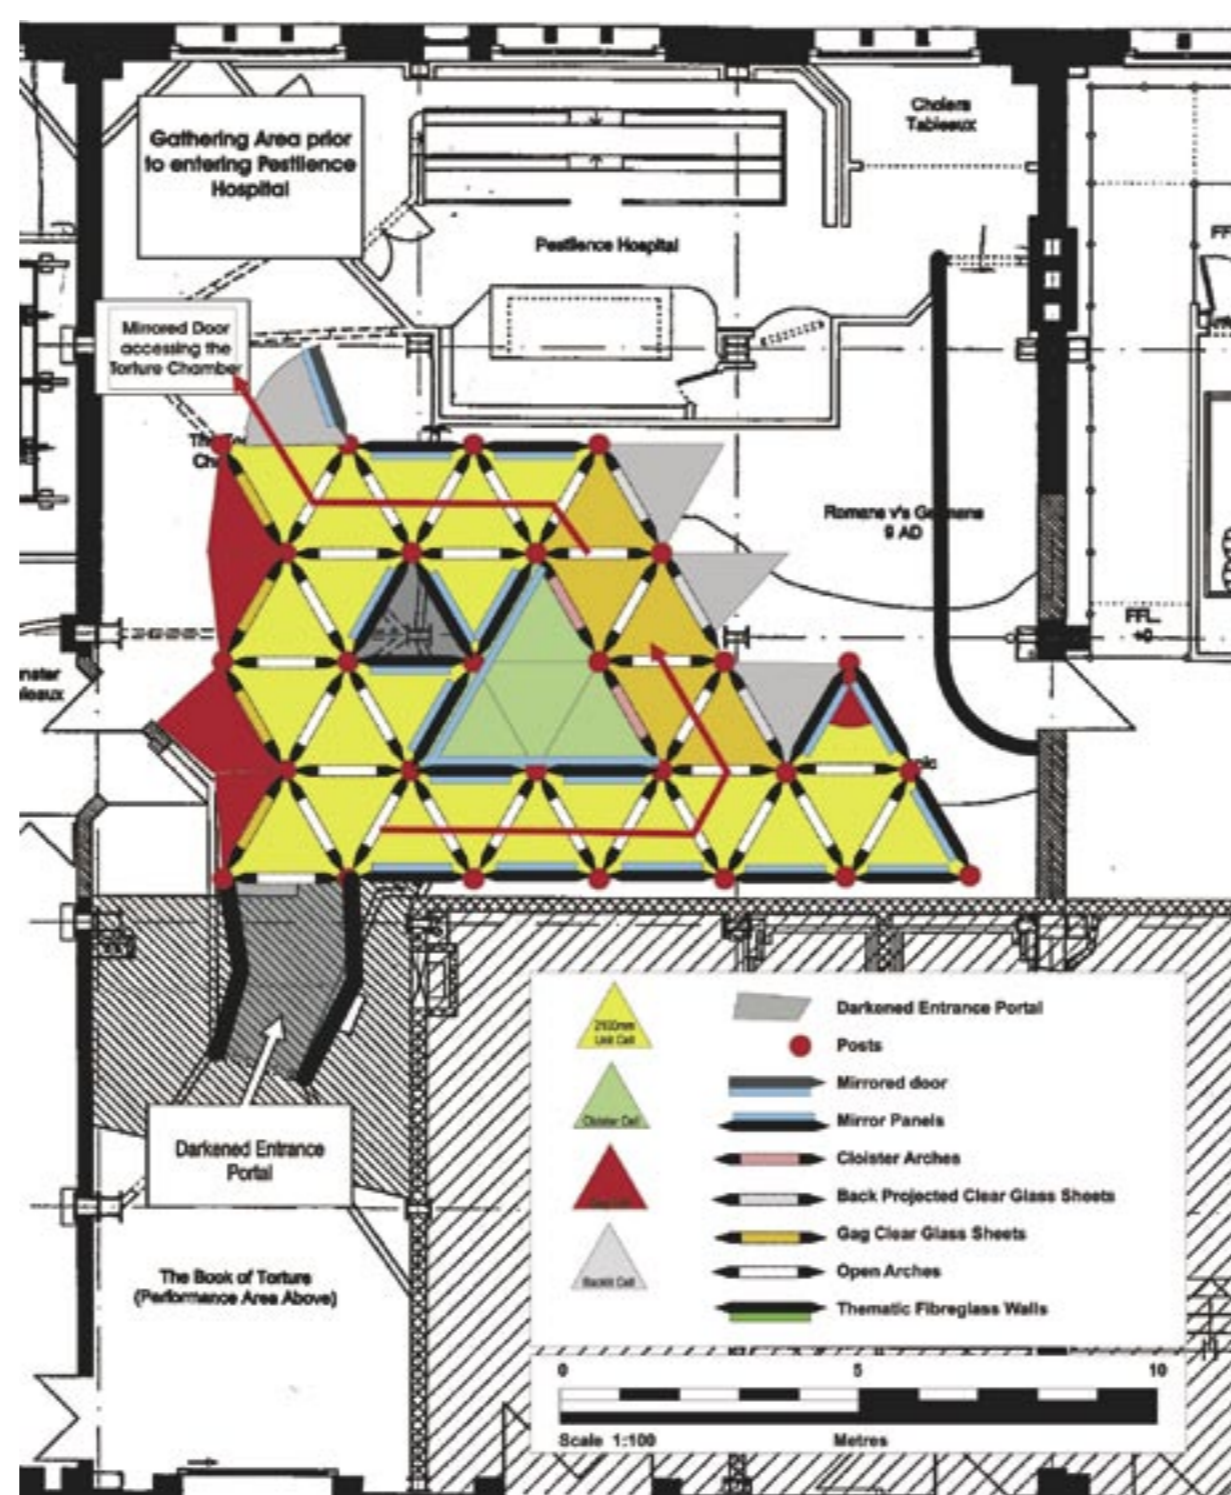 Gathering Area prior
to entering Pestilence
Hospital
Cholera
Tableaux
Pestilence Hospital
Mirrored Door
accessing the
Torture Chamber
Romans v's Germans
9 AD
FFL
+0
Darkened Entrance
Portal
The Book of Torture
(Performance Area Above)
2100mm
Unit Cell
Cloister Cell
Backlit Cell
Darkened Entrance Portal
Posts
Mirrored door
Mirror Panels
Cloister Arches
Back Projected Clear Glass Sheets
Gag Clear Glass Sheets
Open Arches
Thematic Fibreglass Walls
0 5 10
Scale 1:100 Metres